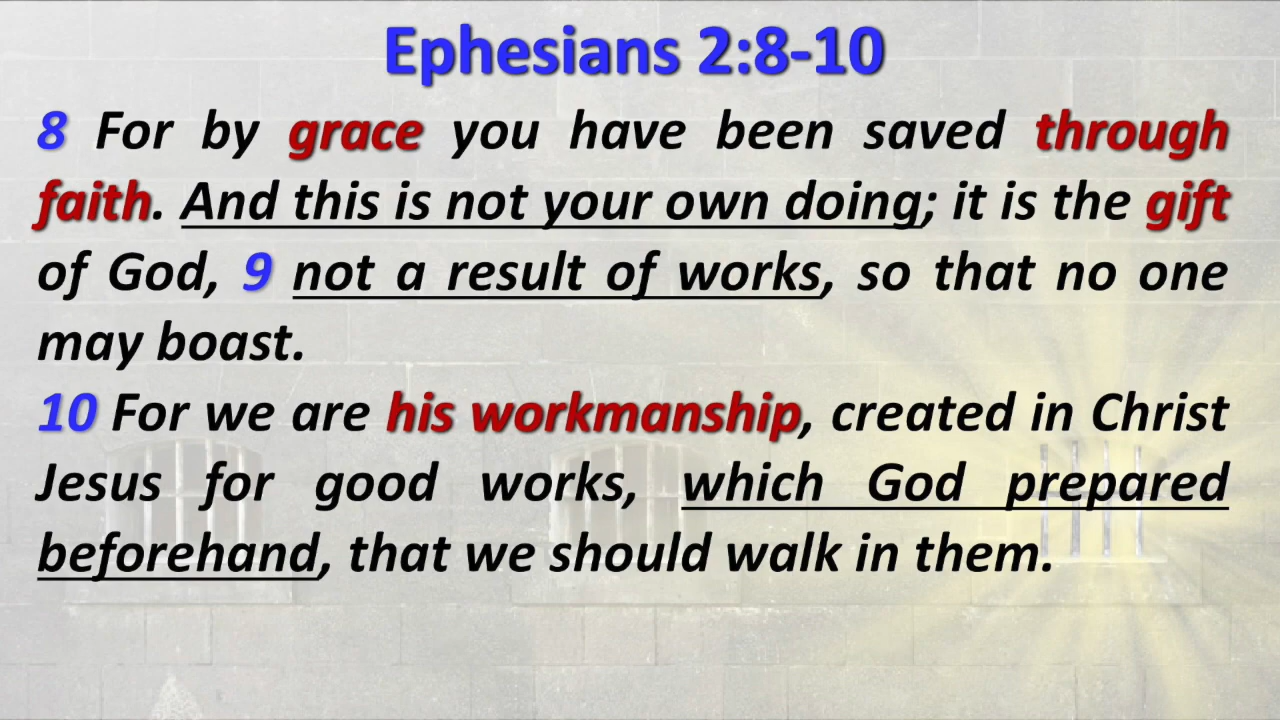 Ephesians 2:8-10
8 For by grace you have been saved through
faith. And this is not your own doing; it is the gift
of God, 9 not a result of works, so that no one
may boast.
10 For we are his workmanship, created in Christ
Jesus for good works, which God prepared
beforehand, that we should walk in them.